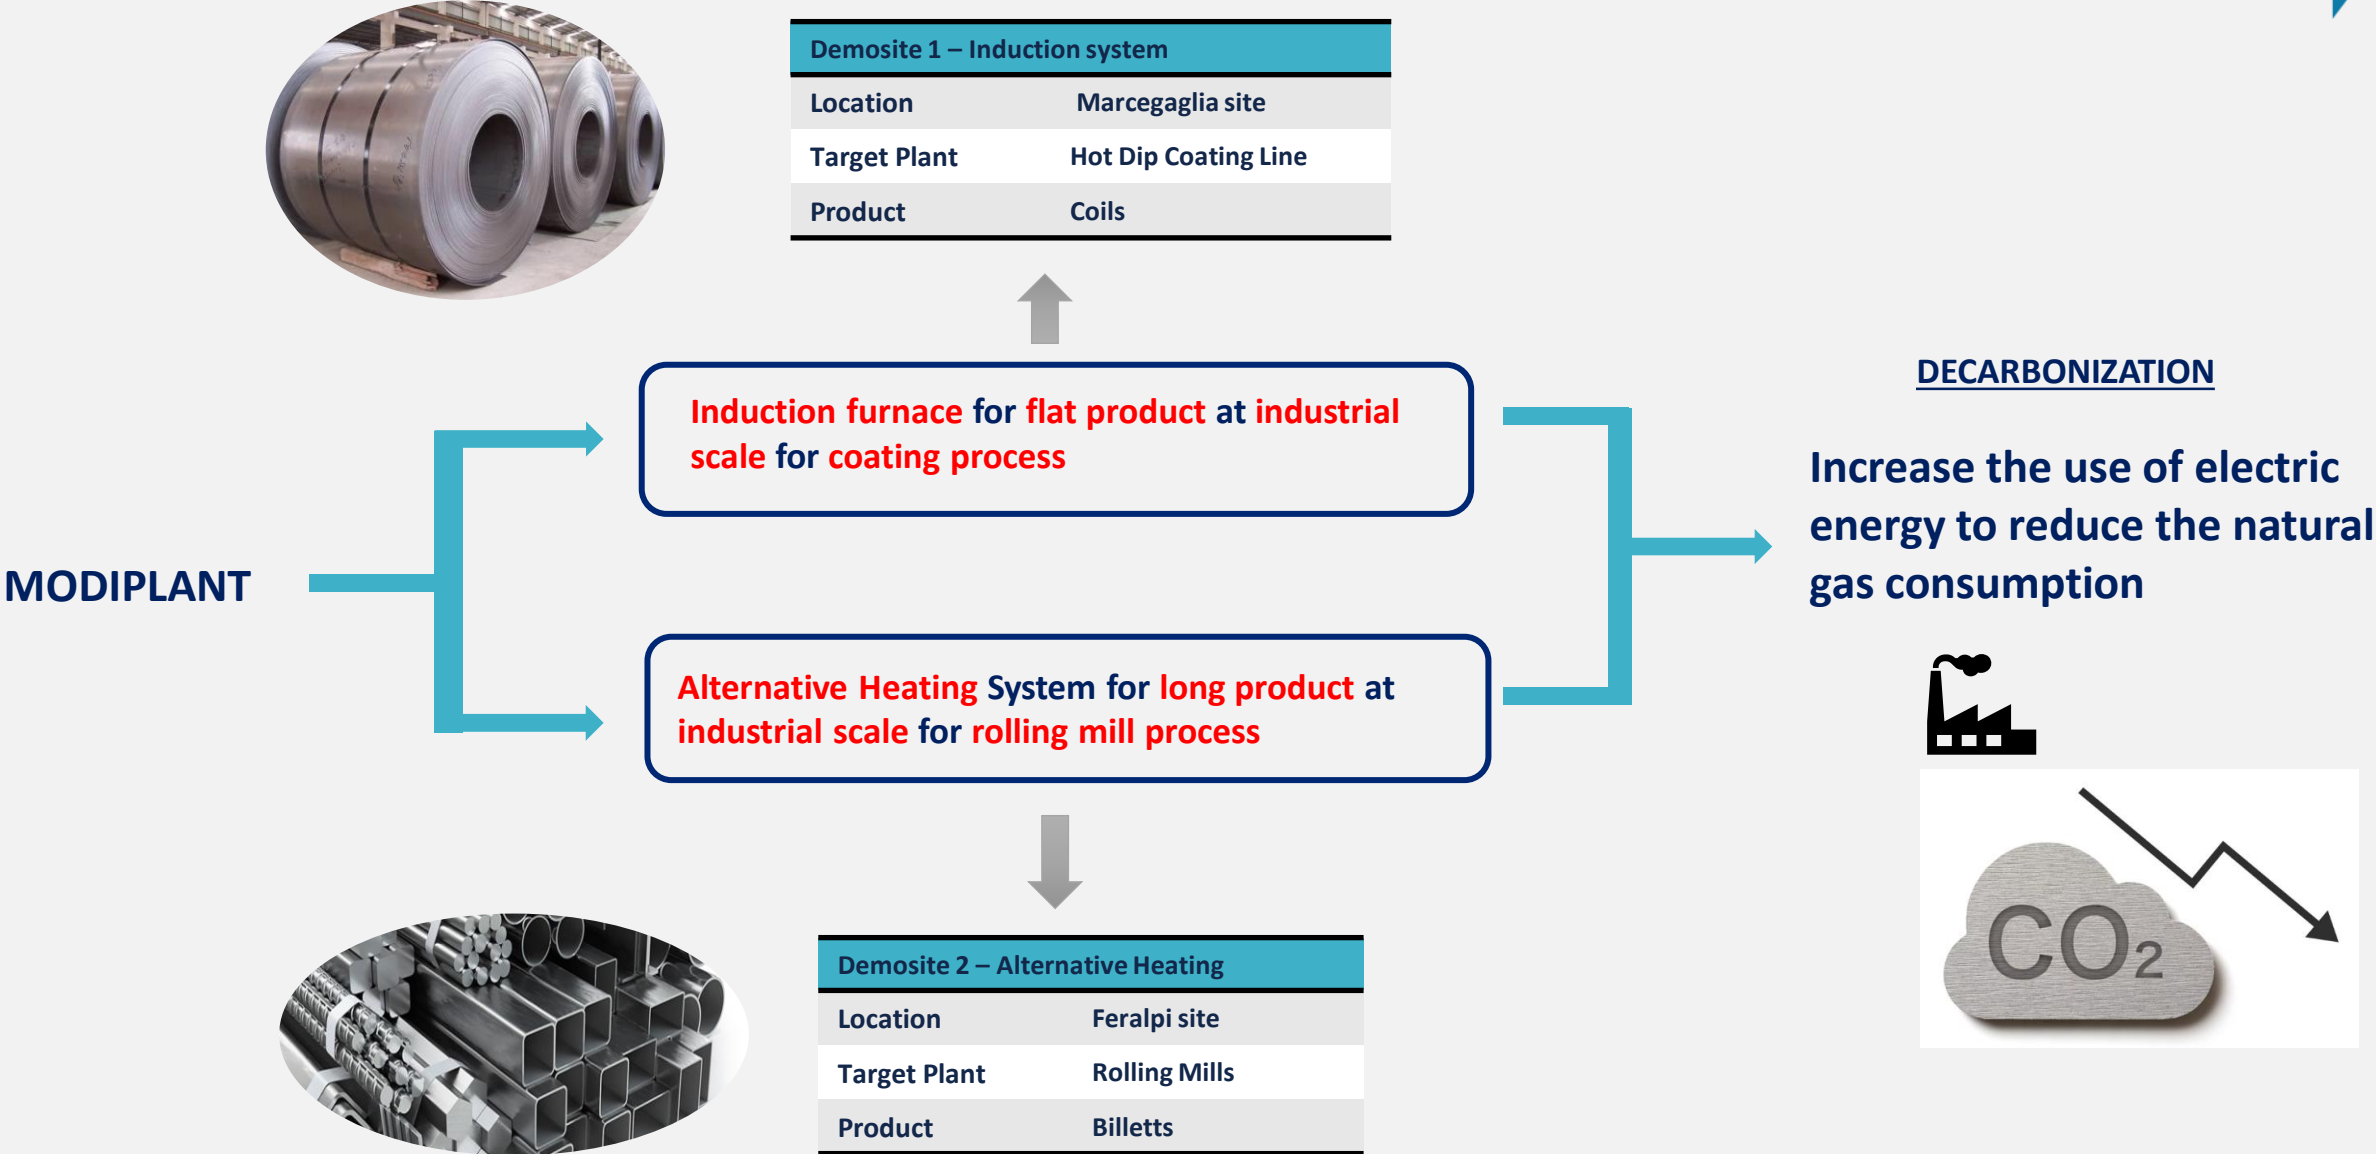 Demosite 1 – Induction system
Location Marcegaglia site
Target Plant Hot Dip Coating Line
Product Coils
Induction furnace for flat product at industrial
scale for coating process
MODIPLANT
Alternative Heating System for long product at
industrial scale for rolling mill process
Demosite 2 – Alternative Heating
Location Feralpi site
Target Plant Rolling Mills
Product Billetts
DECARBONIZATION
Increase the use of electric
energy to reduce the natural
gas consumption
CO₂